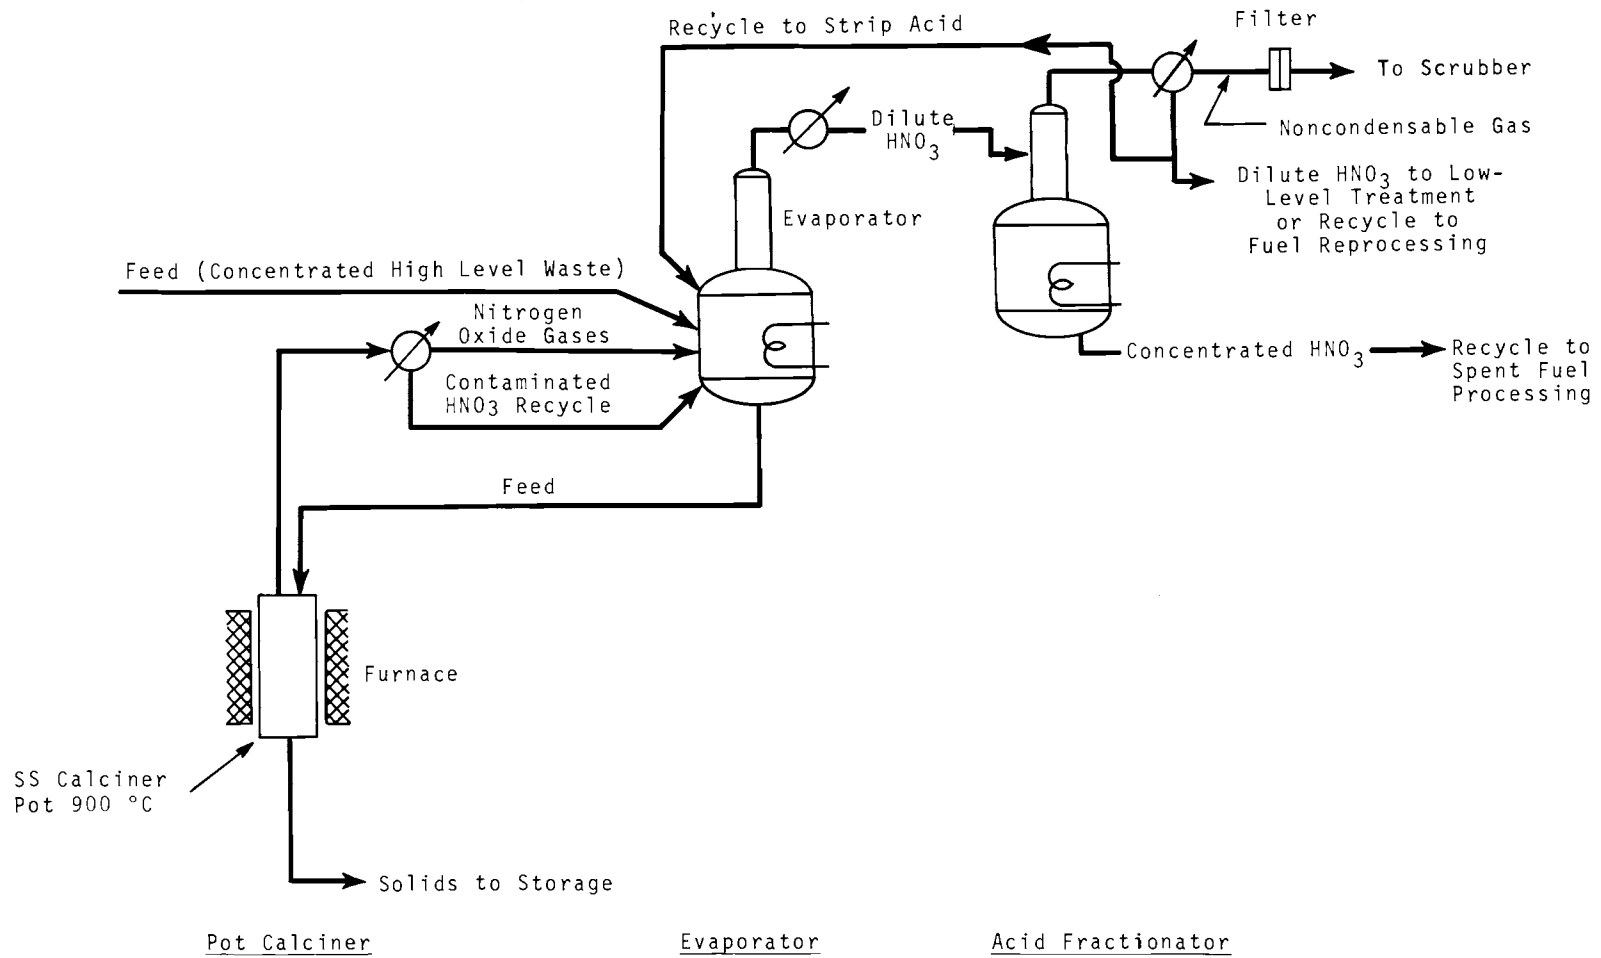 Recycle to Strip Acid
Filter
To Scrubber
Dilute
HNO3
Noncondensable Gas
Dilute HNO3 to Low-
Level Treatment
or Recycle to
Fuel Reprocessing
Evaporator
Feed (Concentrated High Level Waste)
Nitrogen
Oxide Gases
Contaminated
HNO3 Recycle
Concentrated HNO3
Recycle to
Spent Fuel
Processing
Feed
Furnace
SS Calciner
Pot 900 °C
Solids to Storage
Pot Calciner
Evaporator
Acid Fractionator